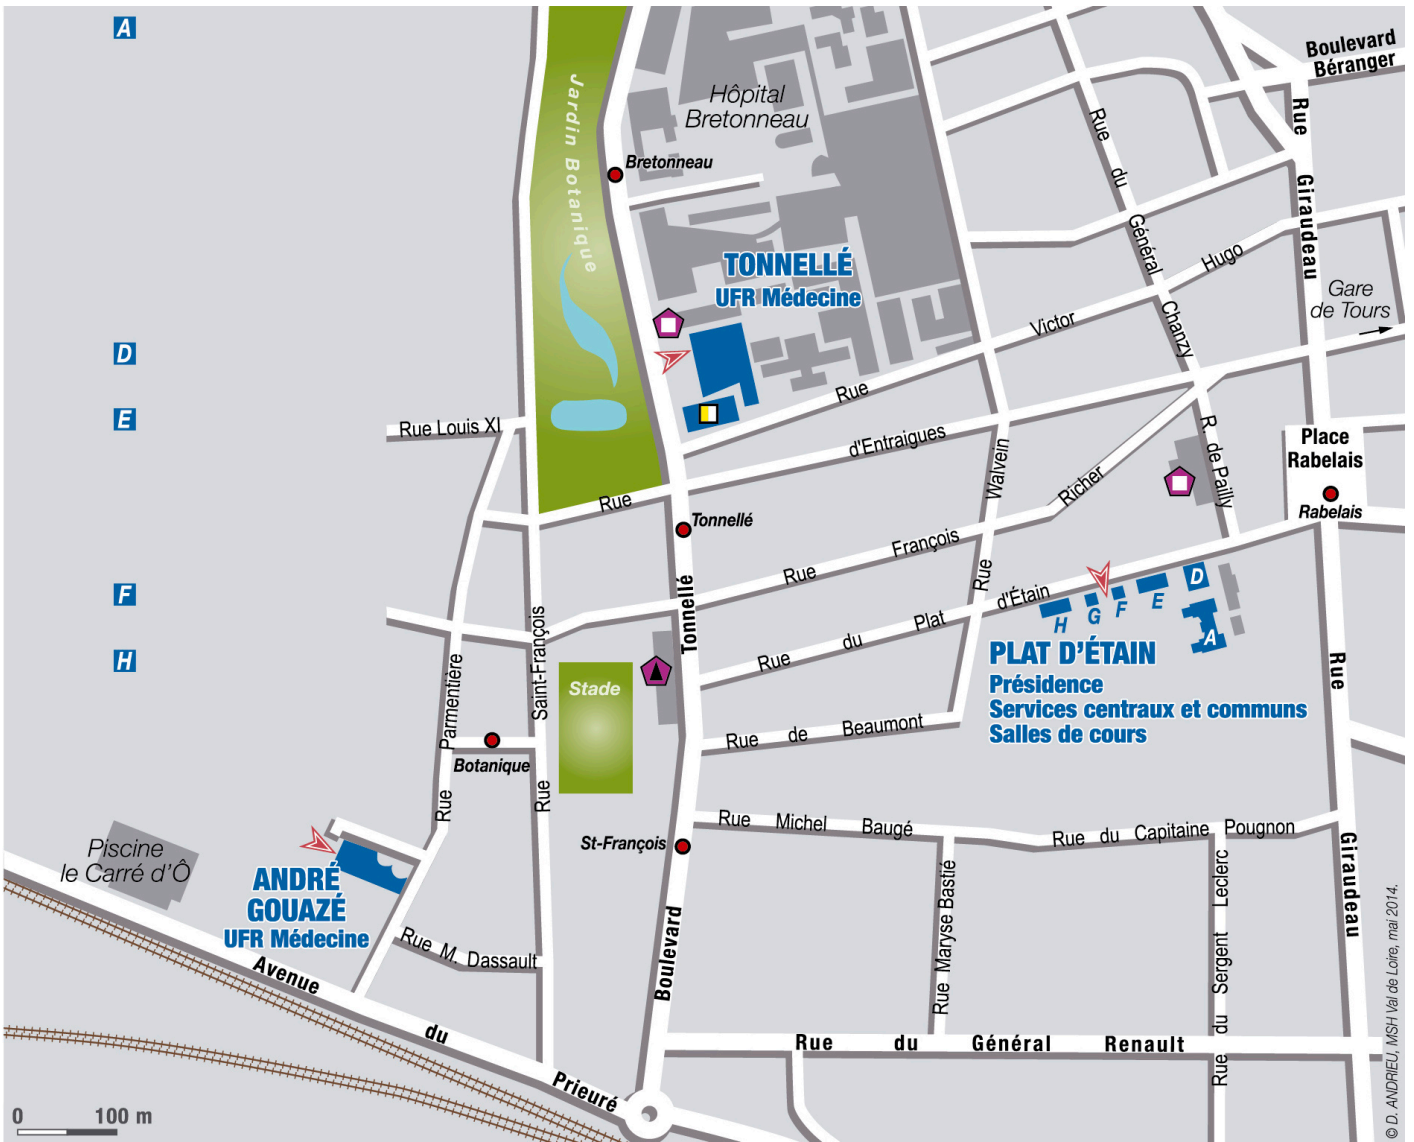 A
D
E
F
H
Boulevard
Béranger
Hôpital
Bretonneau
Jardin Botanique
Bretonneau
Rue du Général Chanzy
Rue Giraudeau
TONNELLÉ
UFR Médecine
Rue Victor Hugo
Gare
de Tours
Rue Louis XI
Rue d'Entraigues
Rue Walvein
R. de Pailly
Place
Rabelais
Rabelais
Tonnellé
Rue François Richer
Rue du Plat d'Étain
H
G
F
E
D
A
PLAT D'ÉTAIN
Présidence
Services centraux et communs
Salles de cours
Boulevard Tonnellé
Rue Saint-François
Rue Parmentière
Stade
Botanique
Rue de Beaumont
Rue Giraudeau
St-François
Rue Michel Baugé
Rue du Capitaine Pougnon
Rue Maryse Bastié
Rue du Sergent Leclerc
Piscine
le Carré d'Ô
ANDRÉ
GOUAZÉ
UFR Médecine
Rue M. Dassault
Avenue du Prieuré
Rue du Général Renault
0 100 m
© D. ANDRIEU, MSH Val de Loire, mai 2014.